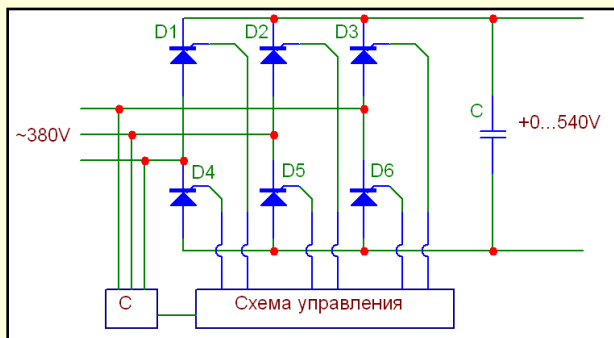 D1 D2 D3
C
+0...540V
~380V
D4 D5 D6
С Схема управления